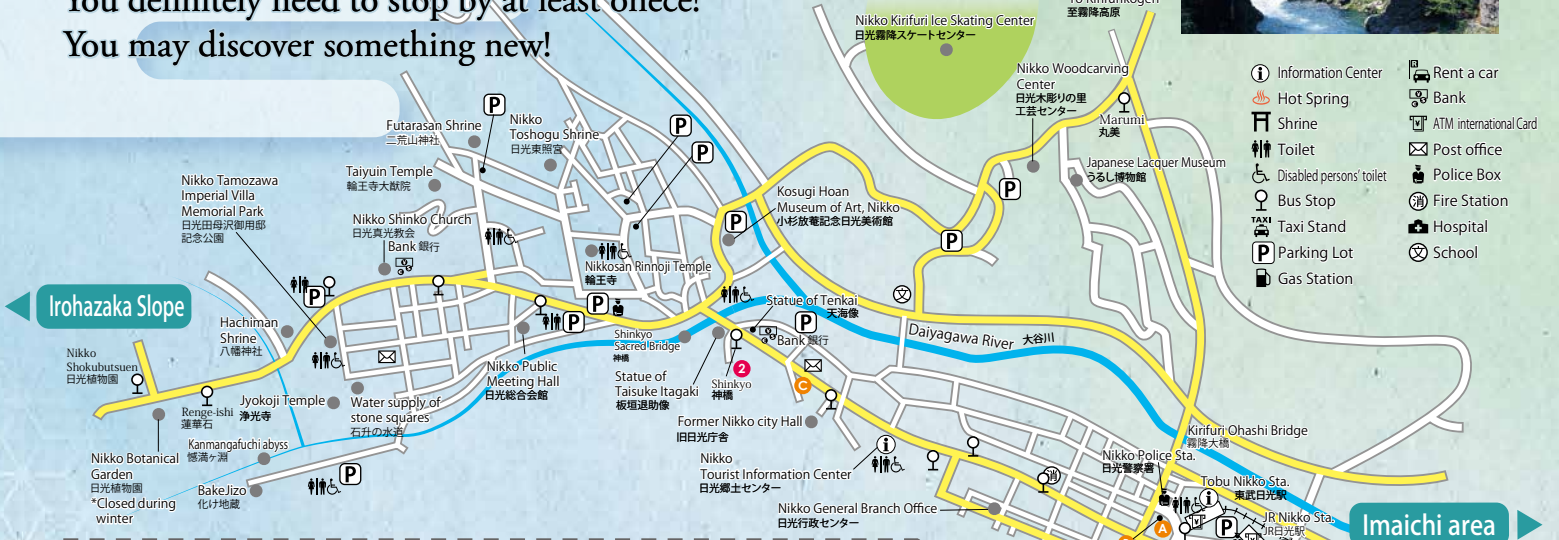 You definitely need to stop by at least onece!
You may discover something new!
Nikko Kirifuri Ice Skating Center
日光霧降スケートセンター
至霧降高原
Nikko Woodcarving
Center
日光木彫りの里
工芸センター
Marumi
丸美
Japanese Lacquer Museum
うるし博物館
Information Center
Hot Spring
Shrine
Toilet
Disabled persons' toilet
Bus Stop
TAXI
Taxi Stand
P
Parking Lot
Gas Station
Rent a car
Bank
ATM international Card
Post office
Police Box
消
Fire Station
Hospital
文
School
P
Futarasan Shrine
二荒山神社
Nikko
Toshogu Shrine
日光東照宮
P
P
Taiyuin Temple
輪王寺大猷院
Nikko Tamozawa
Imperial Villa
Memorial Park
日光田母沢御用邸
記念公園
Nikko Shinko Church
日光真光教会
Bank 銀行
Kosugi Hoan
Museum of Art, Nikko
小杉放菴記念日光美術館
P
P
P
Nikkosan Rinnoji Temple
輪王寺
Irohazaka Slope
P
P
P
Statue of Tenkai
天海像
P
Bank 銀行
文
Daiyagawa River 大谷川
Hachiman
Shrine
八幡神社
Nikko
Shokubutsuen
日光植物園
Shinkyo
Sacred Bridge
神橋
Nikko Public
Meeting Hall
日光総合会館
Statue of
Taisuke Itagaki
板垣退助像
2
Shinkyo
神橋
C
Renge-ishi
蓮華石
Jyokoji Temple
浄光寺
Water supply of
stone squares
石升の水道
Kanmangafuchi abyss
憾満ヶ淵
Nikko Botanical
Garden
日光植物園
*Closed during
winter
BakeJizo
化け地蔵
P
Former Nikko city Hall
旧日光庁舎
Nikko
Tourist Information Center
日光郷土センター
Nikko General Branch Office
日光行政センター
消
Kirifuri Ohashi Bridge
霧降大橋
Nikko Police Sta.
日光警察署
Tobu Nikko Sta.
東武日光駅
JR Nikko Sta.
JR日光駅
P
A
Imaichi area